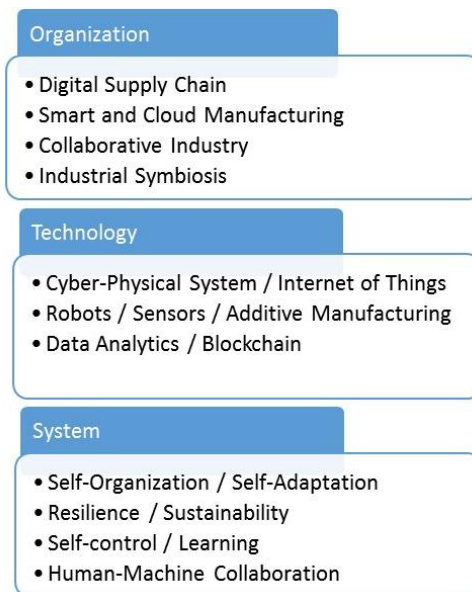 Organization
• Digital Supply Chain
• Smart and Cloud Manufacturing
• Collaborative Industry
• Industrial Symbiosis
Technology
• Cyber-Physical System / Internet of Things
• Robots / Sensors / Additive Manufacturing
• Data Analytics / Blockchain
System
• Self-Organization / Self-Adaptation
• Resilience / Sustainability
• Self-control / Learning
• Human-Machine Collaboration